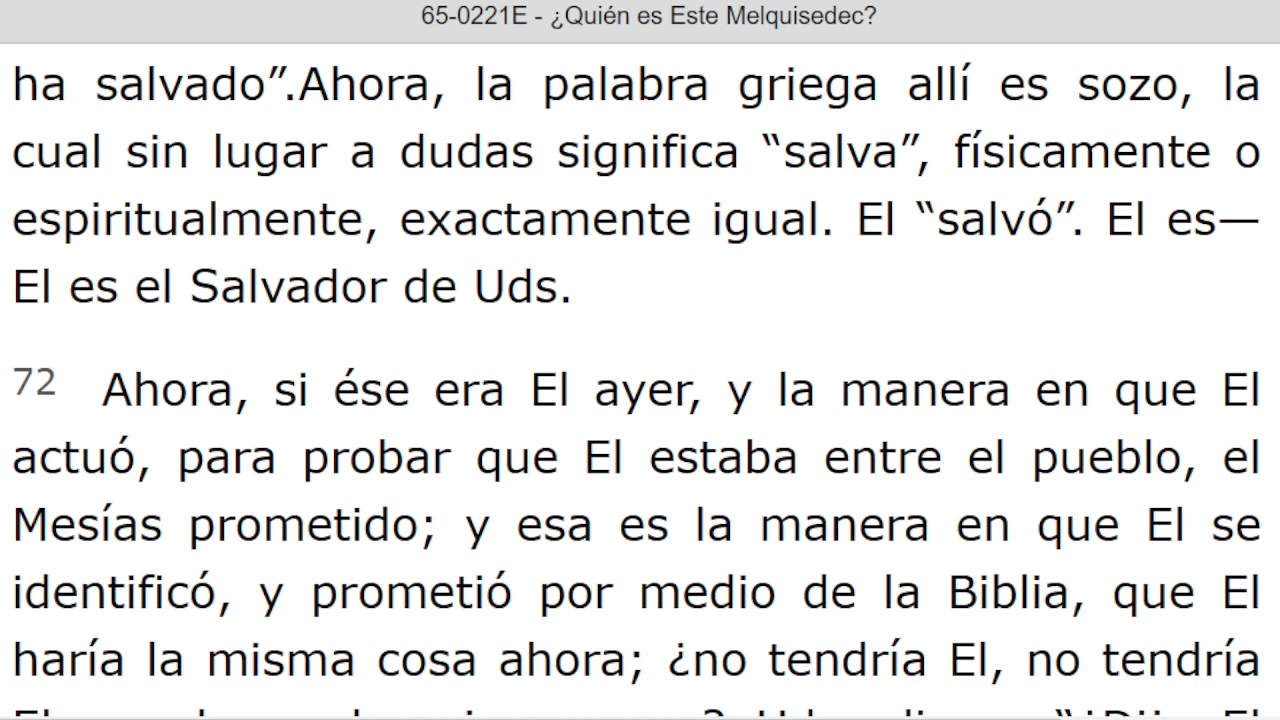 65-0221E - ¿Quién es Este Melquisedec?
ha salvado”.Ahora, la palabra griega allí es sozo, la
cual sin lugar a dudas significa “salva”, físicamente o
espiritualmente, exactamente igual. El “salvó”. El es—
El es el Salvador de Uds.
72 Ahora, si ése era El ayer, y la manera en que El
actuó, para probar que El estaba entre el pueblo, el
Mesías prometido; y esa es la manera en que El se
identificó, y prometió por medio de la Biblia, que El
haría la misma cosa ahora; ¿no tendría El, no tendría